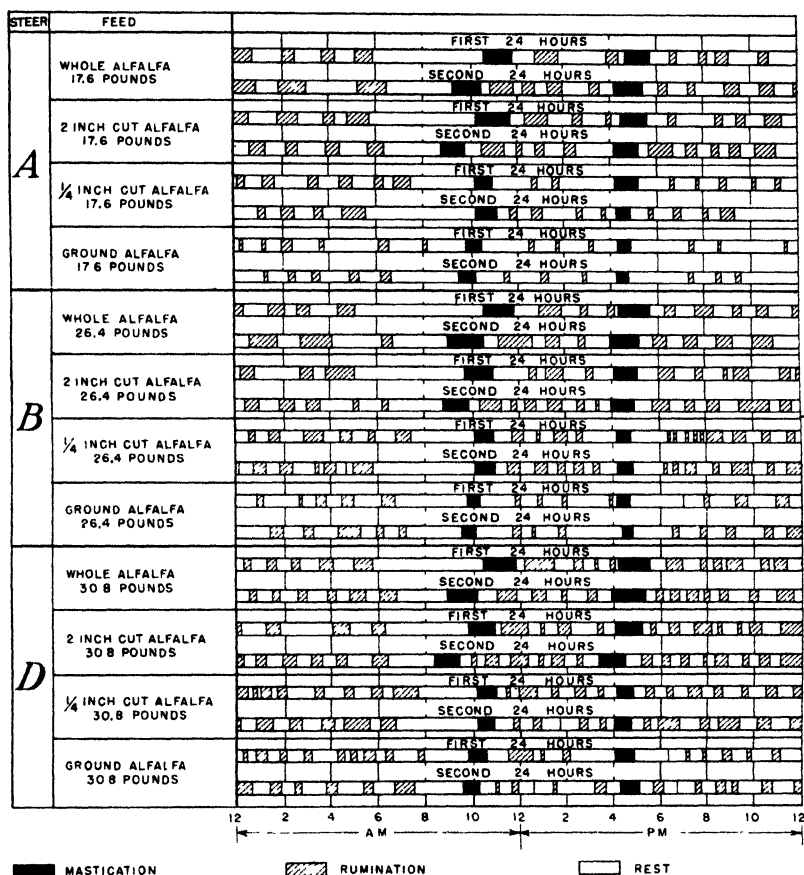 STEER FEED
A
WHOLE ALFALFA
17.6 POUNDS
FIRST 24 HOURS
SECOND 24 HOURS
2 INCH CUT ALFALFA
17.6 POUNDS
FIRST 24 HOURS
SECOND 24 HOURS
1/4 INCH CUT ALFALFA
17.6 POUNDS
FIRST 24 HOURS
SECOND 24 HOURS
GROUND ALFALFA
17 6 POUNDS
FIRST 24 HOURS
SECOND 24 HOURS
B
WHOLE ALFALFA
26.4 POUNDS
FIRST 24 HOURS
SECOND 24 HOURS
2 INCH CUT ALFALFA
26.4 POUNDS
FIRST 24 HOURS
SECOND 24 HOURS
1/4 INCH CUT ALFALFA
26.4 POUNDS
FIRST 24 HOURS
SECOND 24 HOURS
GROUND ALFALFA
26.4 POUNDS
FIRST 24 HOURS
SECOND 24 HOURS
D
WHOLE ALFALFA
30 8 POUNDS
FIRST 24 HOURS
SECOND 24 HOURS
2 INCH CUT ALFALFA
30.8 POUNDS
FIRST 24 HOURS
SECOND 24 HOURS
1/4 INCH CUT ALFALFA
30.8 POUNDS
FIRST 24 HOURS
SECOND 24 HOURS
GROUND ALFALFA
30 8 POUNDS
FIRST 24 HOURS
SECOND 24 HOURS
12 2 4 6 8 10 12 2 4 6 8 10 12
AM PM
MASTICATION RUMINATION REST